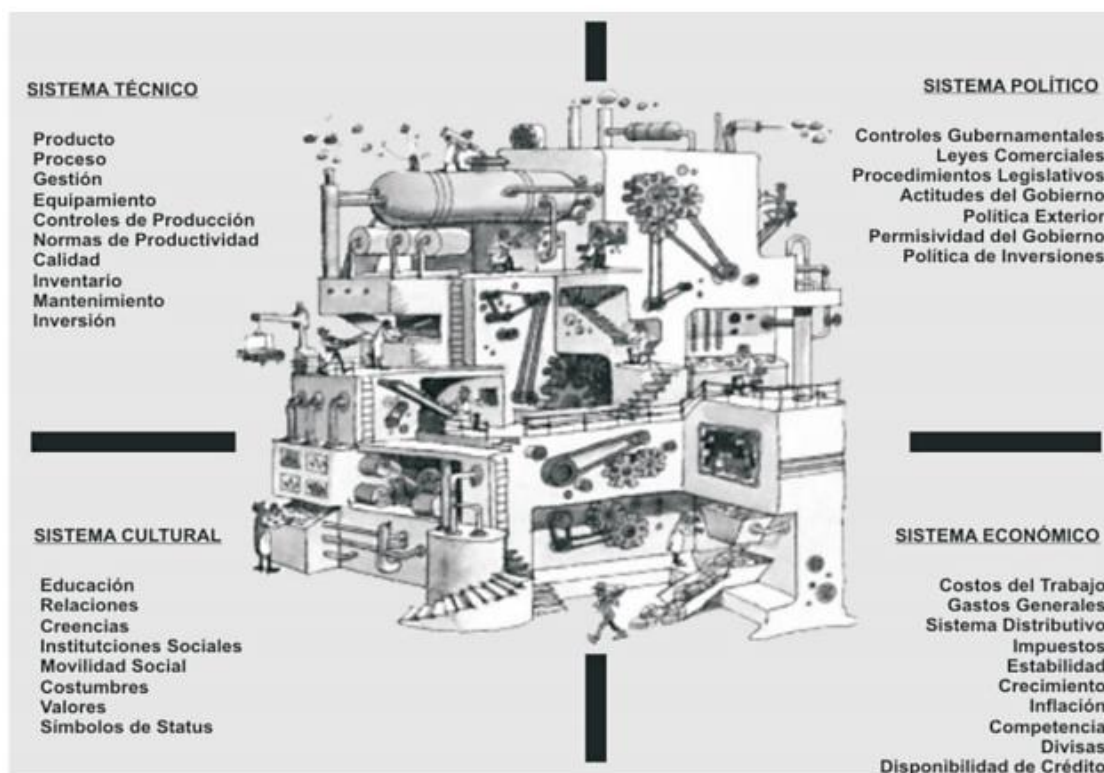 SISTEMA TÉCNICO
Producto
Proceso
Gestión
Equipamiento
Controles de Producción
Normas de Productividad
Calidad
Inventario
Mantenimiento
Inversión
SISTEMA POLÍTICO
Controles Gubernamentales
Leyes Comerciales
Procedimientos Legislativos
Actitudes del Gobierno
Política Exterior
Permisividad del Gobierno
Política de Inversiones
SISTEMA CULTURAL
Educación
Relaciones
Creencias
Institutciones Sociales
Movilidad Social
Costumbres
Valores
Símbolos de Status
SISTEMA ECONÓMICO
Costos del Trabajo
Gastos Generales
Sistema Distributivo
Impuestos
Estabilidad
Crecimiento
Inflación
Competencia
Divisas
Disponibilidad de Crédito